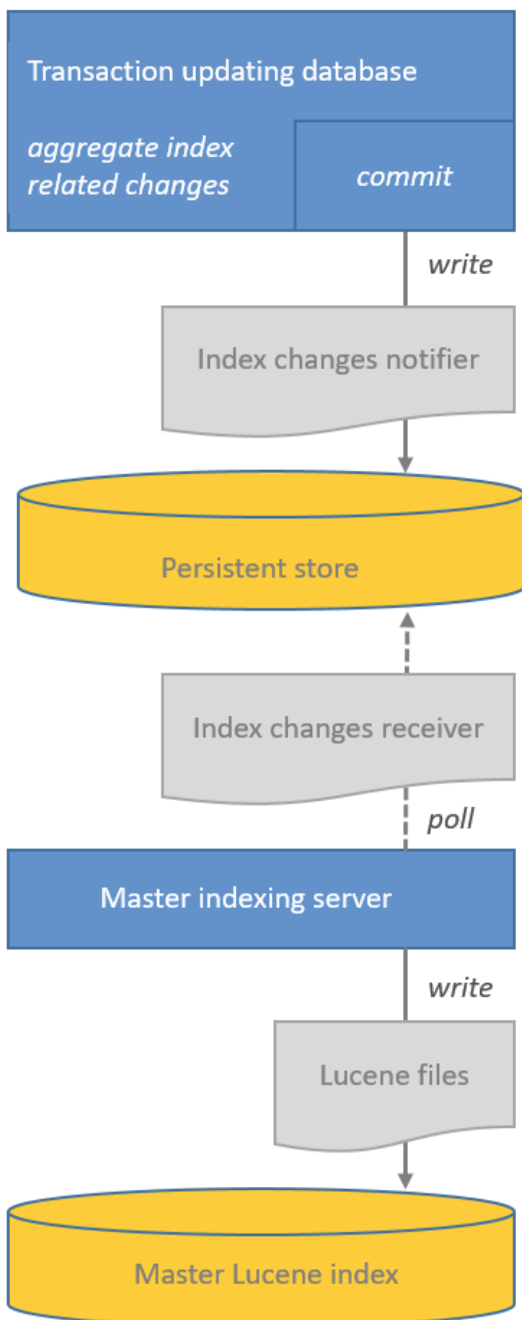 Transaction updating database
aggregate index
related changes
commit
write
Index changes notifier
Persistent store
Index changes receiver
poll
Master indexing server
write
Lucene files
Master Lucene index